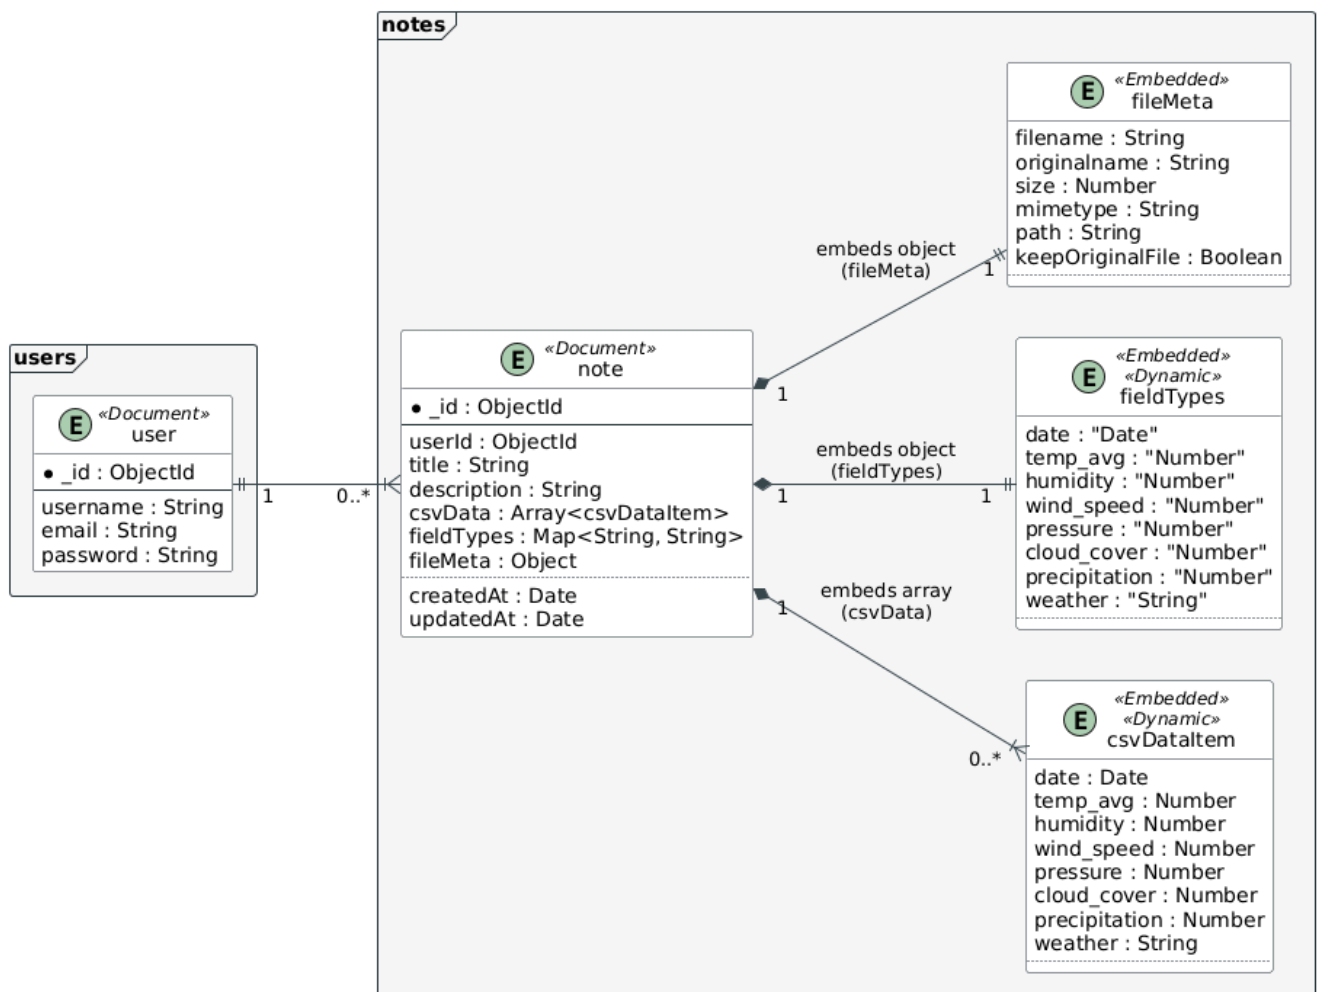 notes
E
«Embedded»
fileMeta
filename : String
originalname : String
size : Number
mimetype : String
path : String
keepOriginalFile : Boolean
embeds object
(fileMeta)
1
1
users
E
«Document»
user
_id : ObjectId
username : String
email : String
password : String
1
0..*
E
«Document»
note
_id : ObjectId
userId : ObjectId
title : String
description : String
csvData : Array<csvDataItem>
fieldTypes : Map<String, String>
fileMeta : Object
createdAt : Date
updatedAt : Date
embeds object
(fieldTypes)
1
1
E
«Embedded»
«Dynamic»
fieldTypes
date : "Date"
temp_avg : "Number"
humidity : "Number"
wind_speed : "Number"
pressure : "Number"
cloud_cover : "Number"
precipitation : "Number"
weather : "String"
embeds array
(csvData)
1
0..*
E
«Embedded»
«Dynamic»
csvDataItem
date : Date
temp_avg : Number
humidity : Number
wind_speed : Number
pressure : Number
cloud_cover : Number
precipitation : Number
weather : String